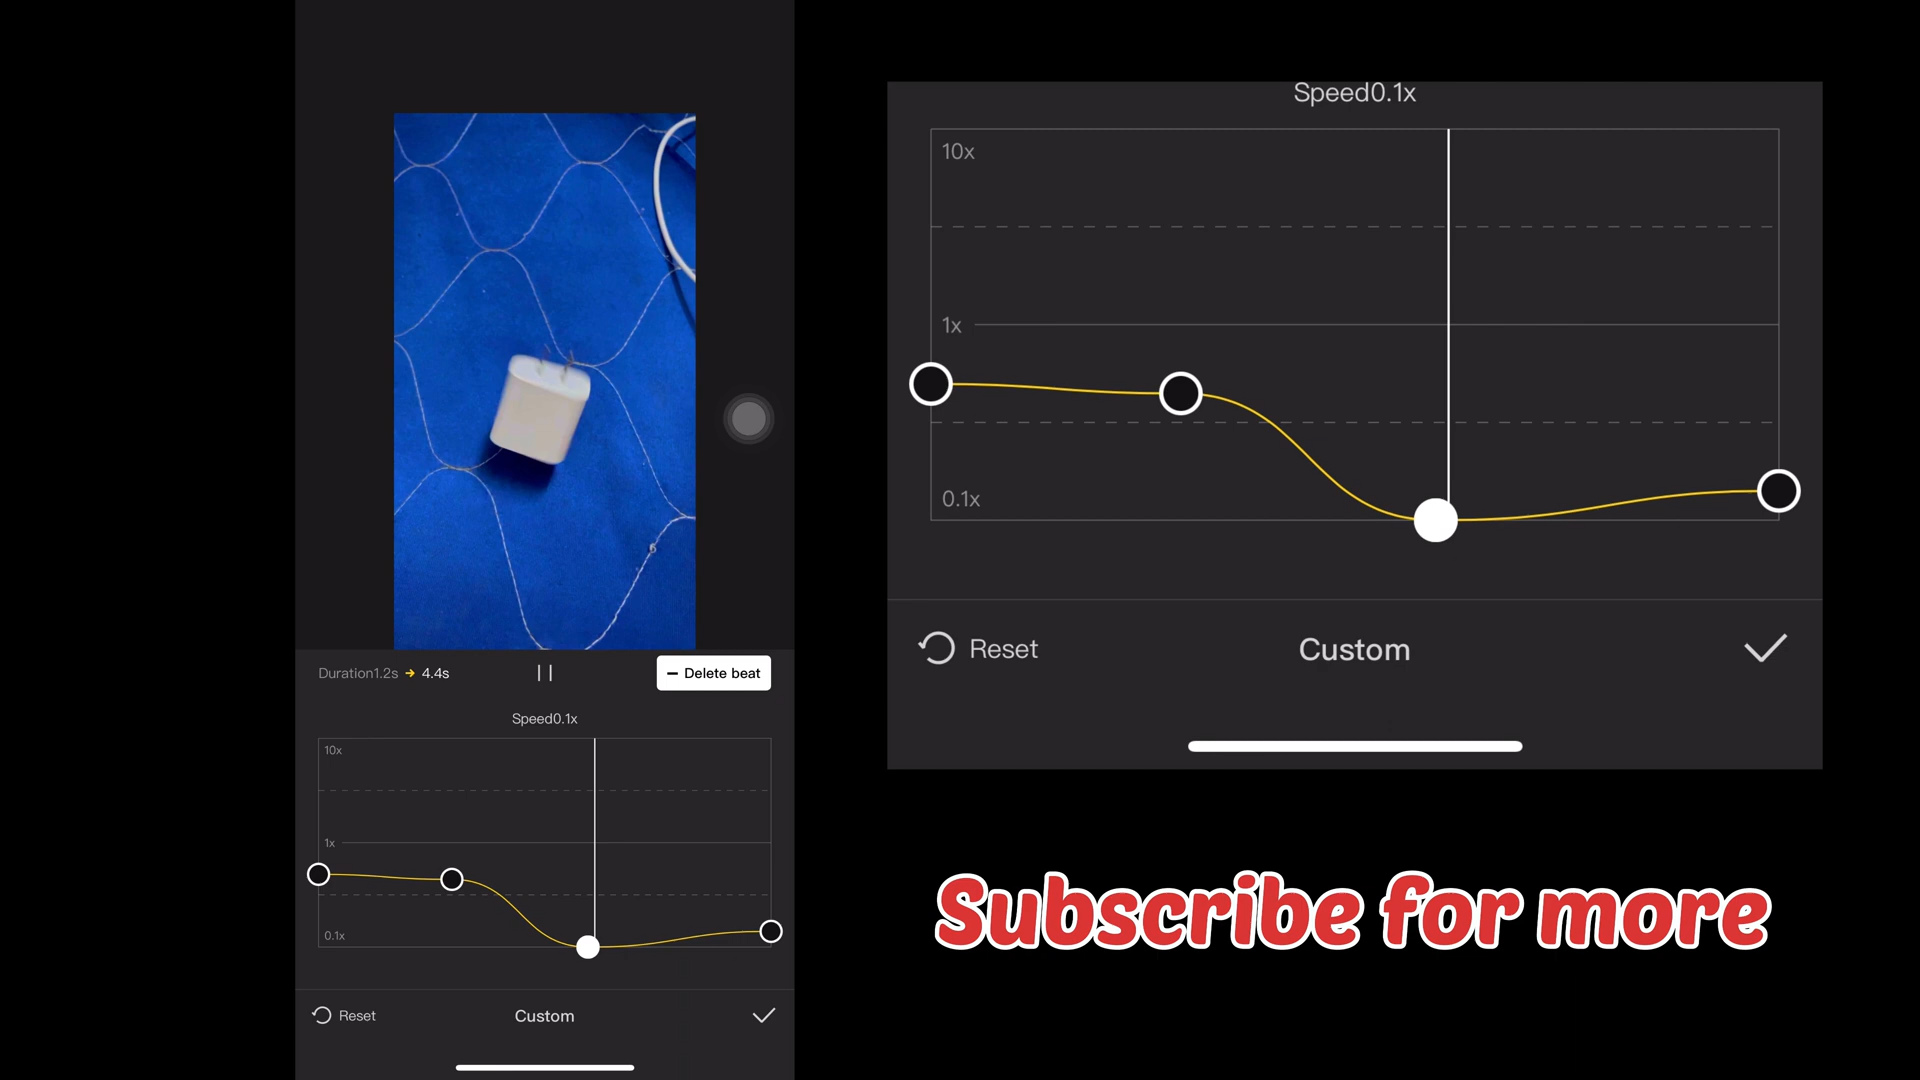 Duration1.2s → 4.4s
− Delete beat
Speed0.1x
10x
1x
0.1x
Reset
Custom
Speed0.1x
10x
1x
0.1x
Reset
Custom
Subscribe for more